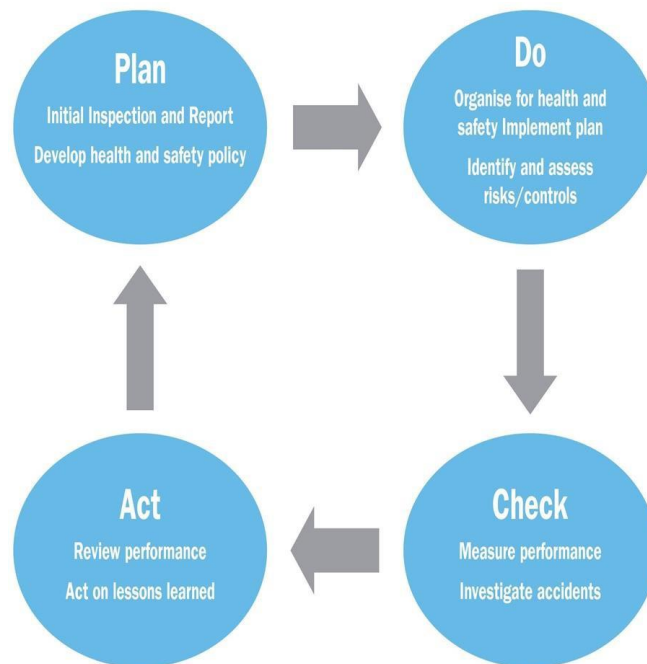 Plan
Initial Inspection and Report
Develop health and safety policy
Do
Organise for health and
safety Implement plan
Identify and assess
risks/controls
Act
Review performance
Act on lessons learned
Check
Measure performance
Investigate accidents